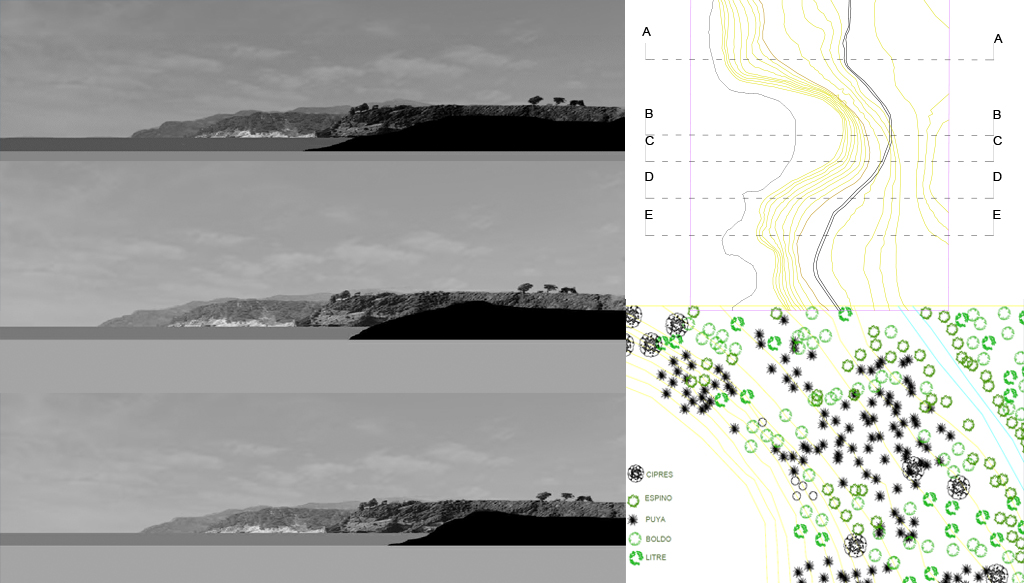 A A
B B
C C
D D
E E
CIPRES
ESPINO
PUYA
BOLDO
LITRE